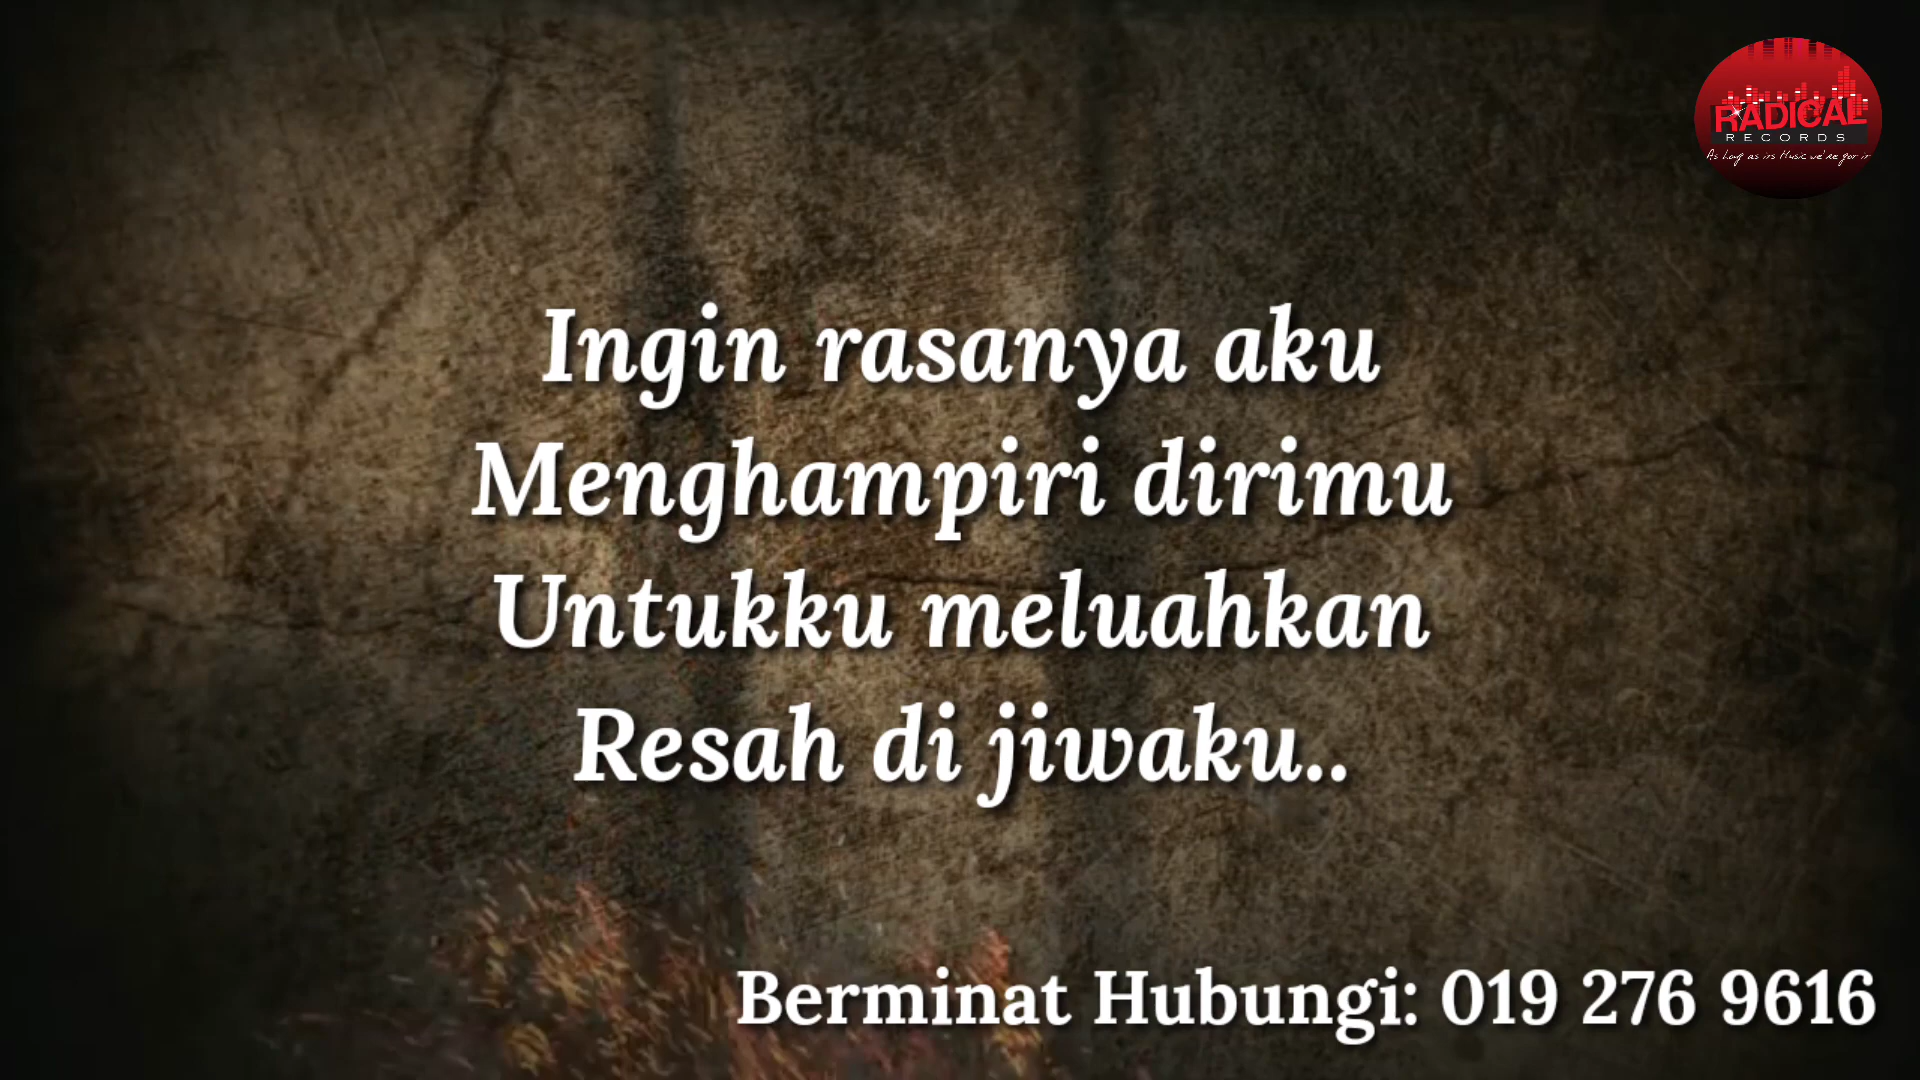 RADICAL
RECORDS
Ingin rasanya aku
Menghampiri dirimu
Untukku meluahkan
Resah di jiwaku..
Berminat Hubungi: 019 276 9616